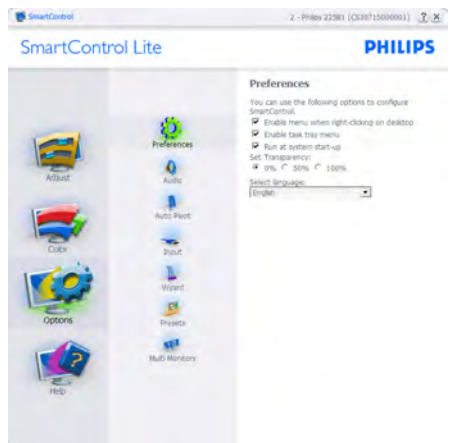 SmartControl
2 - Philips 225B1 (CS20715000001) ? X
SmartControl Lite
PHILIPS
Adjust
Color
Options
Help
Preferences
Audio
Auto Pivot
Input
Wizard
Presets
Multi Monitors
Preferences
You can use the following options to configure
SmartControl.
Enable menu when right-clicking on desktop
Enable task tray menu
Run at system start-up
Set Transparency:
0% 50% 100%
Select language:
English